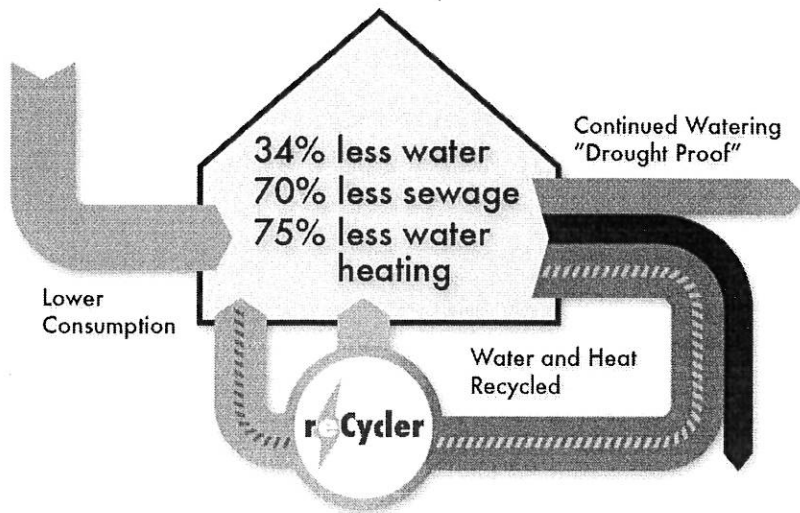 34% less water
70% less sewage
75% less water
heating
Continued Watering
"Drought Proof"
Lower
Consumption
Water and Heat
Recycled
reCycler